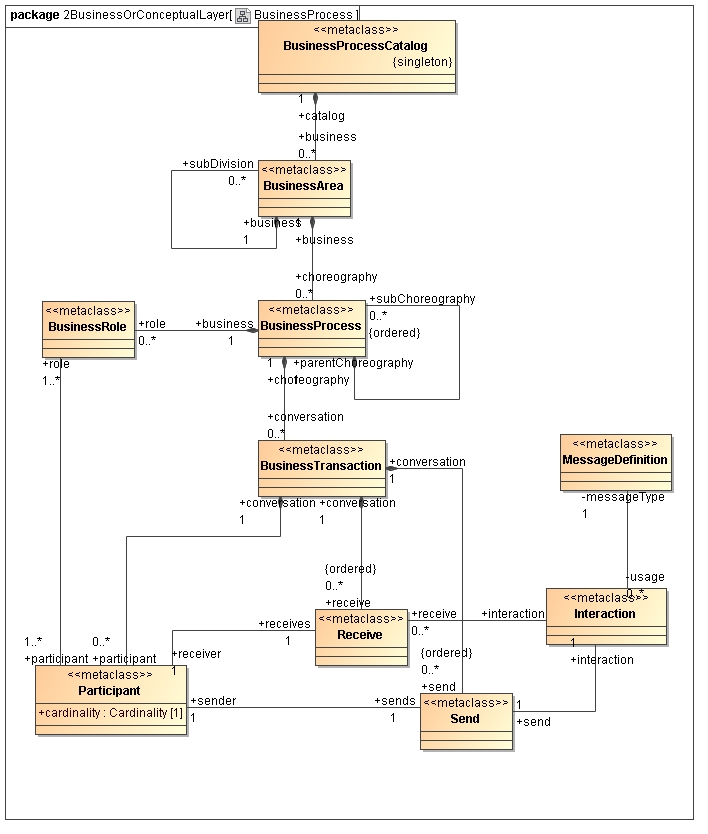 package 2BusinessOrConceptualLayer[ BusinessProcess ]
<<metaclass>>
BusinessProcessCatalog
{singleton}
1
+catalog
+business
0..*
<<metaclass>>
BusinessArea
+subDivision
0..*
+business
1
1
+business
+choreography
0..*
<<metaclass>>
BusinessProcess
+subChoreography
0..*
{ordered}
<<metaclass>>
BusinessRole
+role
0..*
+business
1
+role
1..*
1
+parentChoreography
+choreography
1
+conversation
0..*
<<metaclass>>
BusinessTransaction
+conversation
1
<<metaclass>>
MessageDefinition
-messageType
1
+conversation
1
+conversation
1
{ordered}
0..*
+receive
-usage
0..*
<<metaclass>>
Interaction
1
+interaction
<<metaclass>>
Receive
+receive
0..*
+interaction
+receives
1
{ordered}
0..*
+send
1..*
+participant
0..*
+participant
+receiver
1
<<metaclass>>
Participant
+cardinality : Cardinality [1]
+sender
1
+sends
1
<<metaclass>>
Send
1
+send